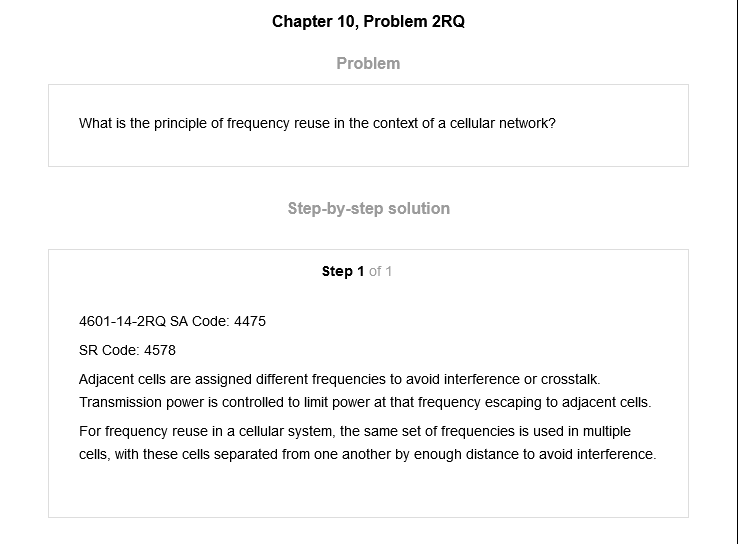 Chapter 10, Problem 2RQ
Problem
What is the principle of frequency reuse in the context of a cellular network?
Step-by-step solution
Step 1 of 1
4601-14-2RQ SA Code: 4475
SR Code: 4578
Adjacent cells are assigned different frequencies to avoid interference or crosstalk.
Transmission power is controlled to limit power at that frequency escaping to adjacent cells.
For frequency reuse in a cellular system, the same set of frequencies is used in multiple
cells, with these cells separated from one another by enough distance to avoid interference.